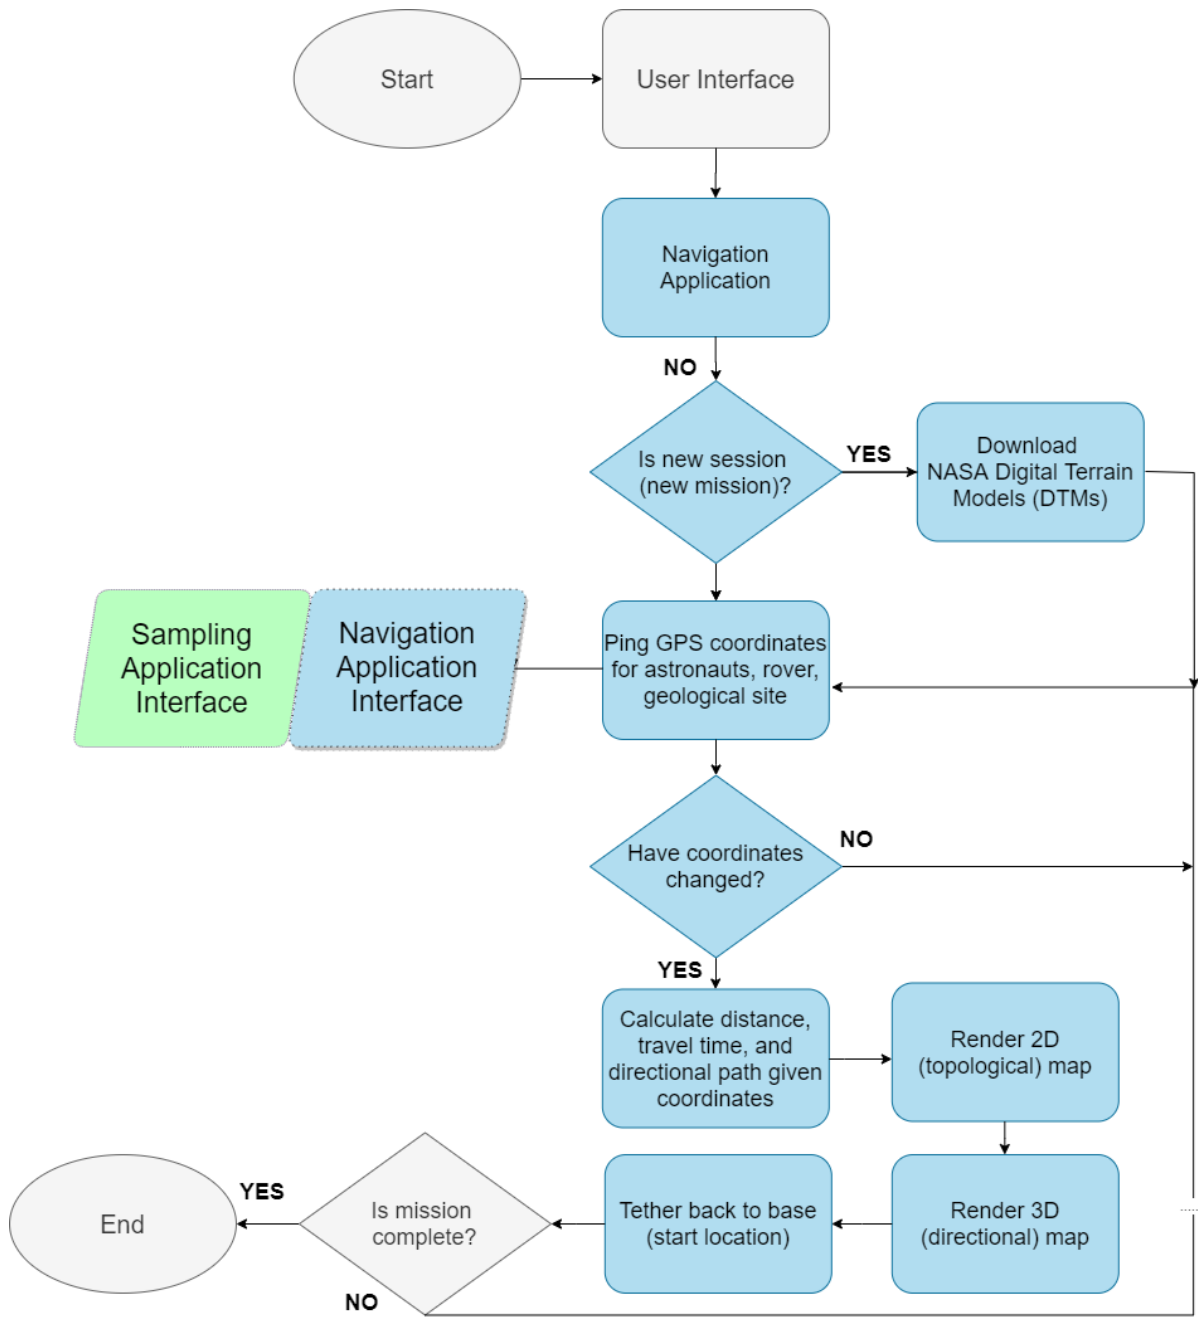 Start
User Interface
Navigation
Application
NO
Is new session
(new mission)?
YES
Download
NASA Digital Terrain
Models (DTMs)
Sampling
Application
Interface
Navigation
Application
Interface
Ping GPS coordinates
for astronauts, rover,
geological site
Have coordinates
changed?
NO
YES
Calculate distance,
travel time, and
directional path given
coordinates
Render 2D
(topological) map
Render 3D
(directional) map
Tether back to base
(start location)
Is mission
complete?
YES
End
NO